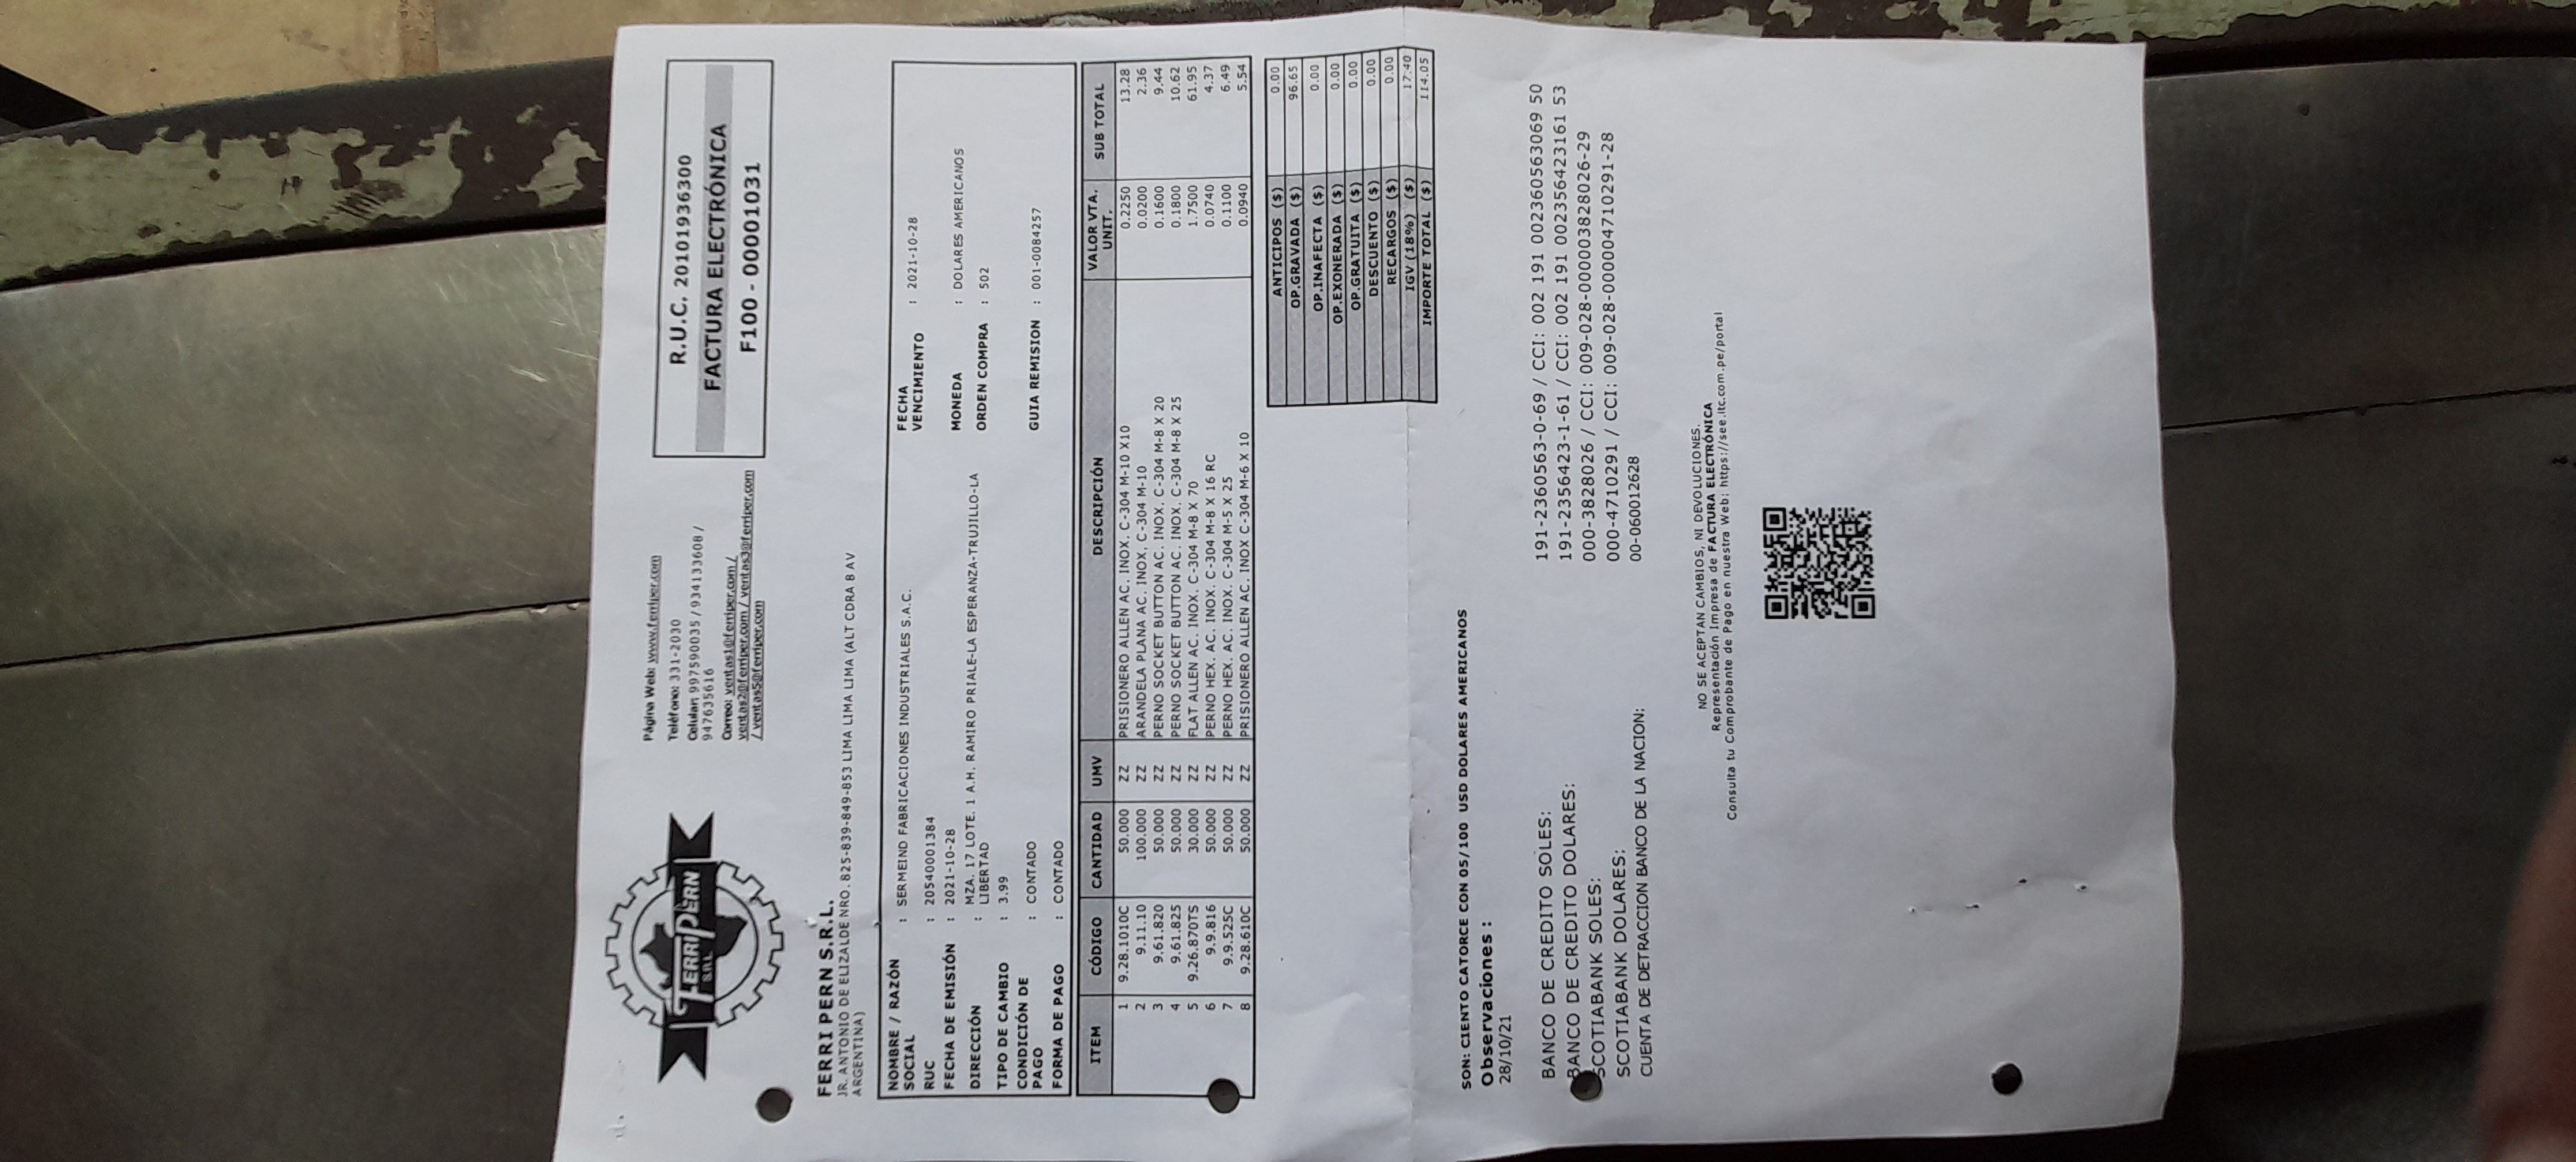 FERRIPERN
S.R.L.
Página Web: www.ferriper.com
Teléfono: 331-2030
Celular: 997590035 / 934133608 /
947635616
Correo: ventas1@ferriper.com /
ventas2@ferriper.com / ventas3@ferriper.com
/ ventas5@ferriper.com
R.U.C. 20101936300
FACTURA ELECTRÓNICA
F100 - 00001031
FERRI PERN S.R.L.
JR. ANTONIO DE ELIZALDE NRO. 825-839-849-853 LIMA LIMA LIMA (ALT CDRA 8 AV
ARGENTINA)
NOMBRE / RAZÓN SOCIAL : SERMEIND FABRICACIONES INDUSTRIALES S.A.C.
RUC : 20540001384
FECHA DE EMISIÓN : 2021-10-28
DIRECCIÓN : MZA. 17 LOTE. 1 A.H. RAMIRO PRIALE-LA ESPERANZA-TRUJILLO-LA
LIBERTAD
TIPO DE CAMBIO : 3.99
CONDICIÓN DE PAGO : CONTADO
FORMA DE PAGO : CONTADO
FECHA VENCIMIENTO : 2021-10-28
MONEDA : DOLARES AMERICANOS
ORDEN COMPRA : 502
GUIA REMISION : 001-0084257
ITEM CÓDIGO CANTIDAD UMV DESCRIPCIÓN VALOR VTA. UNIT. SUB TOTAL
1 9.28.1010C 50.000 ZZ PRISIONERO ALLEN AC. INOX. C-304 M-10 X10 0.2250 13.28
2 9.11.10 100.000 ZZ ARANDELA PLANA AC. INOX. C-304 M-10 0.0200 2.36
3 9.61.820 50.000 ZZ PERNO SOCKET BUTTON AC. INOX. C-304 M-8 X 20 0.1600 9.44
4 9.61.825 50.000 ZZ PERNO SOCKET BUTTON AC. INOX. C-304 M-8 X 25 0.1800 10.62
5 9.26.870TS 30.000 ZZ FLAT ALLEN AC. INOX. C-304 M-8 X 70 1.7500 61.95
6 9.9.816 50.000 ZZ PERNO HEX. AC. INOX. C-304 M-8 X 16 RC 0.0740 4.37
7 9.9.525C 50.000 ZZ PERNO HEX. AC. INOX. C-304 M-5 X 25 0.1100 6.49
8 9.28.610C 50.000 ZZ PRISIONERO ALLEN AC. INOX C-304 M-6 X 10 0.0940 5.54
ANTICIPOS ($) 0.00
OP.GRAVADA ($) 96.65
OP.INAFECTA ($) 0.00
OP.EXONERADA ($) 0.00
OP.GRATUITA ($) 0.00
DESCUENTO ($) 0.00
RECARGOS ($) 0.00
IGV (18%) ($) 17.40
IMPORTE TOTAL ($) 114.05
SON: CIENTO CATORCE CON 05/100 USD DOLARES AMERICANOS
Observaciones :
28/10/21
BANCO DE CREDITO SOLES: 191-2360563-0-69 / CCI: 002 191 002360563069 50
BANCO DE CREDITO DOLARES: 191-2356423-1-61 / CCI: 002 191 002356423161 53
SCOTIABANK SOLES: 000-3828026 / CCI: 009-028-000003828026-29
SCOTIABANK DOLARES: 000-4710291 / CCI: 009-028-000004710291-28
CUENTA DE DETRACCION BANCO DE LA NACION: 00-060012628
NO SE ACEPTAN CAMBIOS, NI DEVOLUCIONES.
Representación Impresa de FACTURA ELECTRÓNICA
Consulta tu Comprobante de Pago en nuestra Web: https://see.itc.com.pe/portal